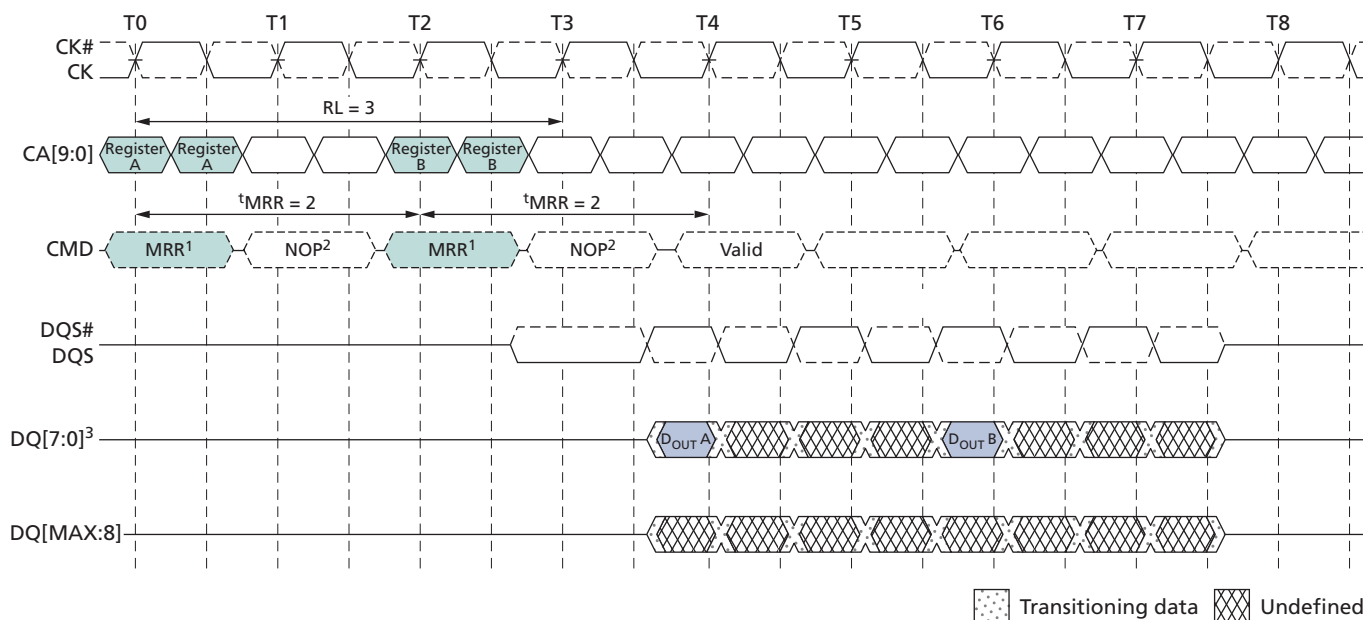 T0 T1 T2 T3 T4 T5 T6 T7 T8
CK#
CK
RL = 3
CA[9:0] Register A Register A Register B Register B
tMRR = 2 tMRR = 2
CMD MRR1 NOP2 MRR1 NOP2 Valid
DQS#
DQS
DQ[7:0]3 DOUT A DOUT B
DQ[MAX:8]
Transitioning data Undefined